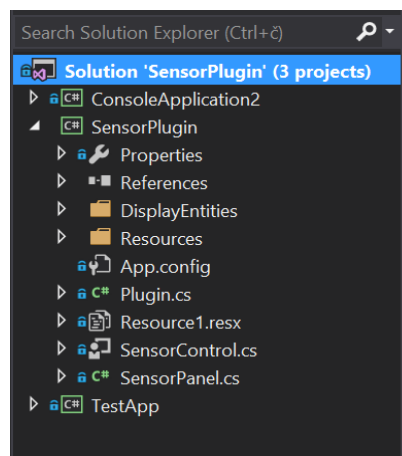 Search Solution Explorer (Ctrl+č)
Solution 'SensorPlugin' (3 projects)
C# ConsoleApplication2
C# SensorPlugin
Properties
References
DisplayEntities
Resources
App.config
C# Plugin.cs
Resource1.resx
SensorControl.cs
C# SensorPanel.cs
C# TestApp